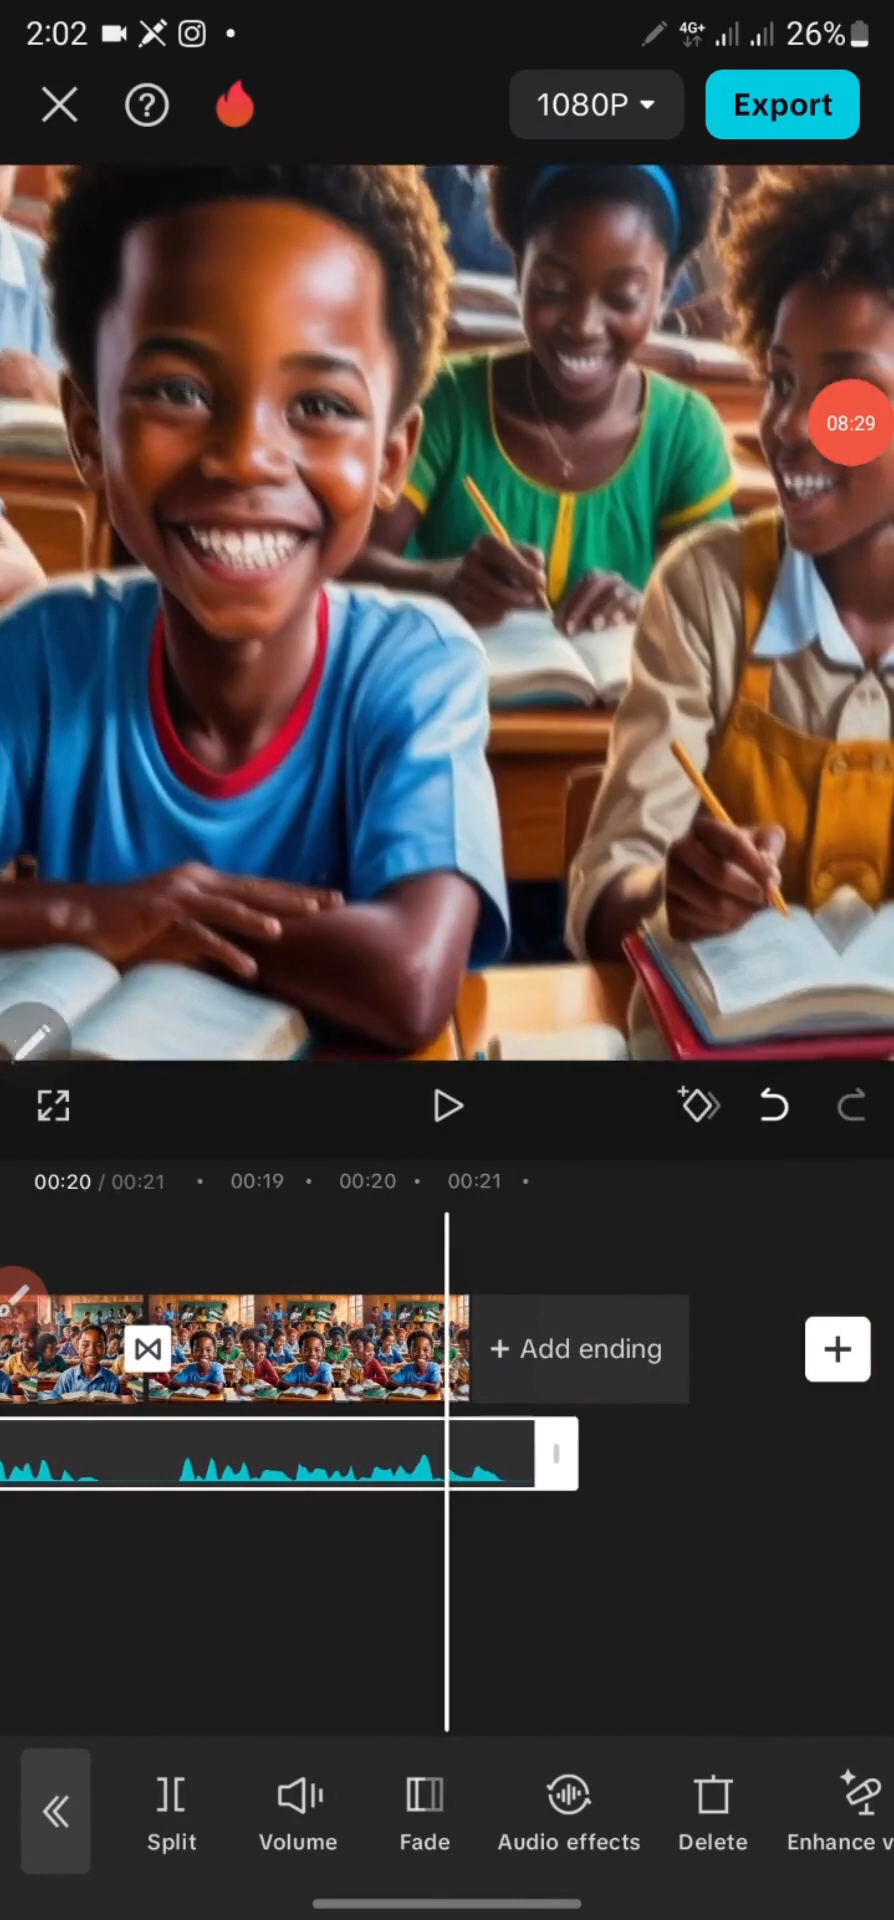 2:02
4G+
26%
1080P
Export
08:29
00:20 / 00:21
00:19
00:20
00:21
+ Add ending
Split
Volume
Fade
Audio effects
Delete
Enhance v